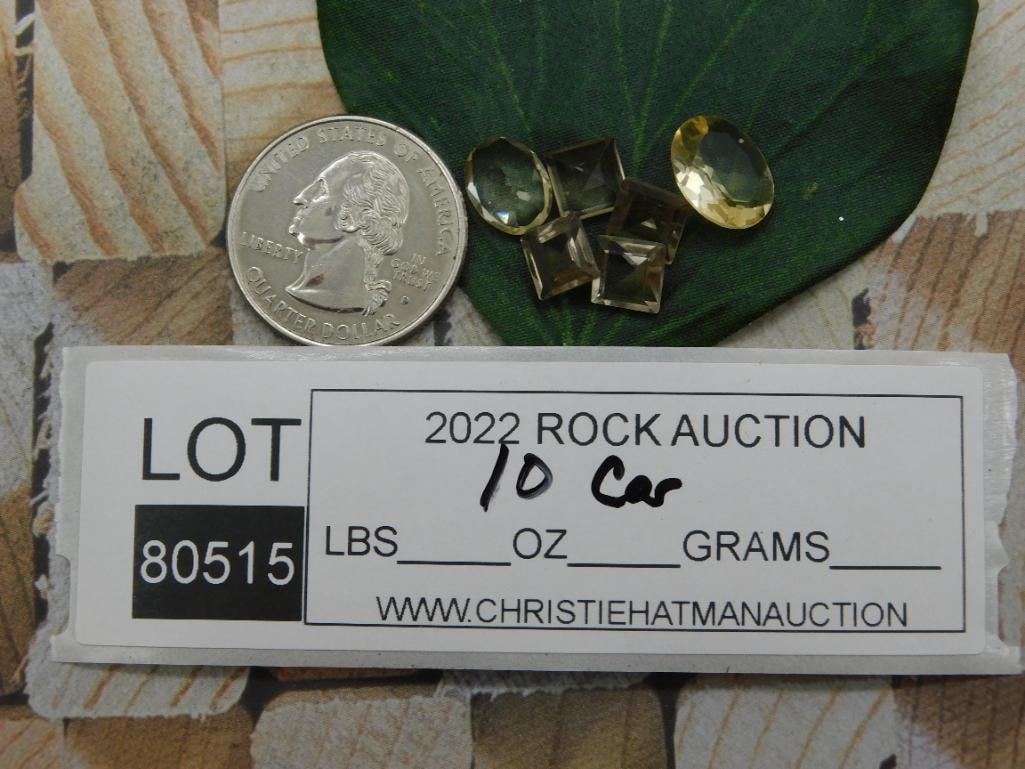 UNITED STATES OF AMERICA
LIBERTY
IN
GOD WE
TRUST
D
QUARTER DOLLAR
LOT
80515
2022 ROCK AUCTION
10 Car
LBS_____OZ_____GRAMS_____
WWW.CHRISTIEHATMANAUCTION